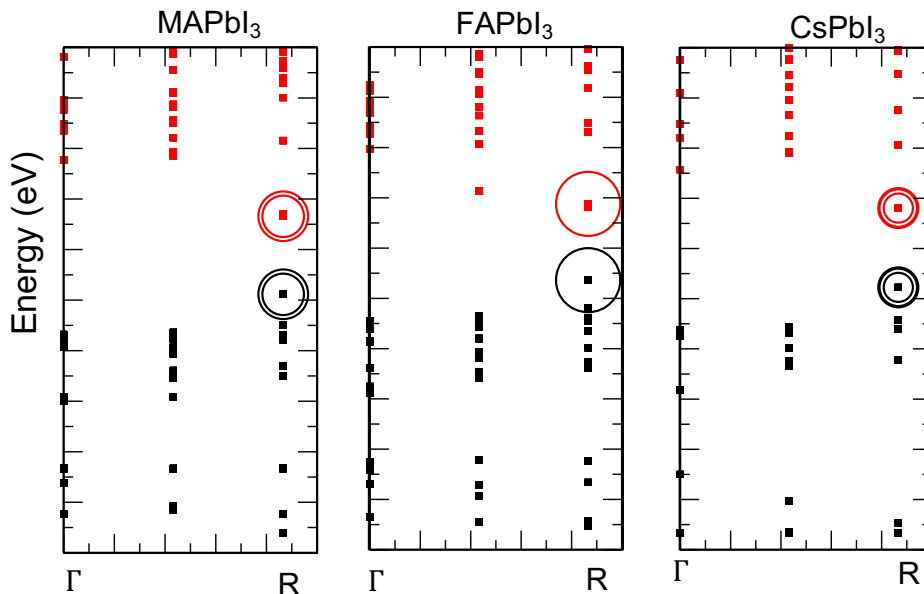 MAPbI₃
FAPbI₃
CsPbI₃
Energy (eV)
Γ
R
Γ
R
Γ
R